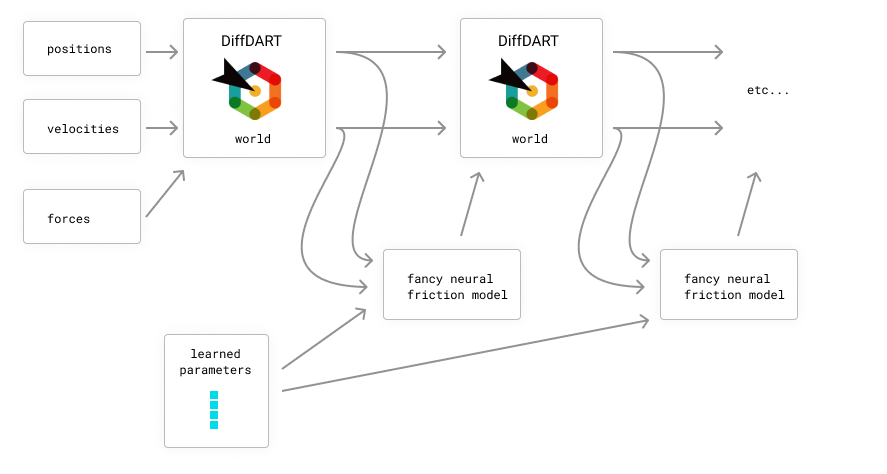 positions
velocities
forces
DiffDART
world
DiffDART
world
etc...
fancy neural
friction model
fancy neural
friction model
learned
parameters